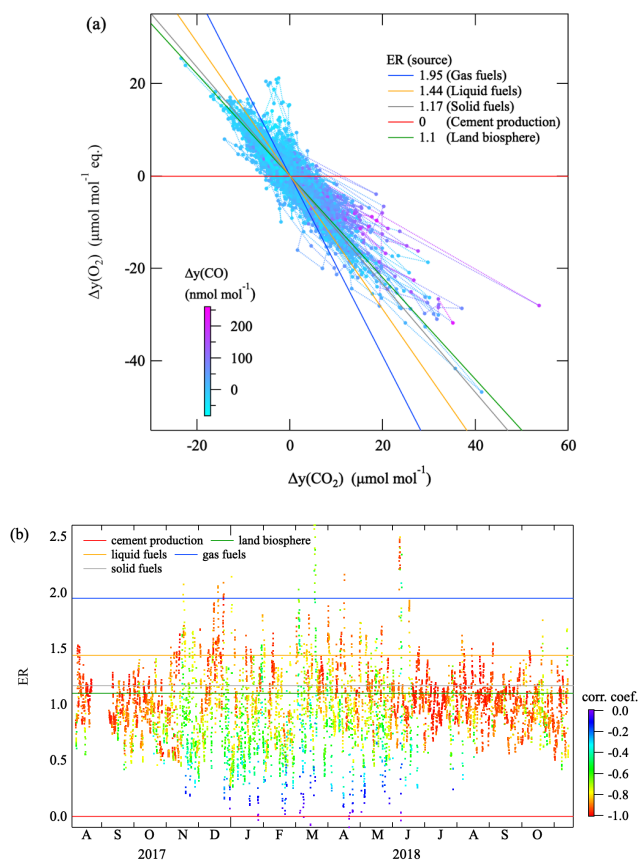 (a)
ER (source)
1.95 (Gas fuels)
1.44 (Liquid fuels)
1.17 (Solid fuels)
0 (Cement production)
1.1 (Land biosphere)
20
0
-20
-40
Δy(O₂) (μmol mol⁻¹ eq.)
Δy(CO)
(nmol mol⁻¹)
200
100
0
-20 0 20 40 60
Δy(CO₂) (μmol mol⁻¹)
(b)
cement production land biosphere
liquid fuels gas fuels
solid fuels
2.5
2.0
1.5
1.0
0.5
0.0
ER
corr. coef.
0.0
-0.2
-0.4
-0.6
-0.8
-1.0
A S O N D J F M A M J J A S O
2017 2018